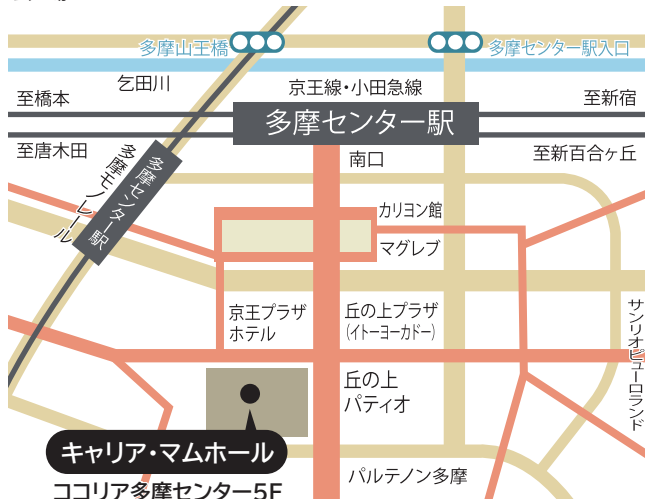 多摩山王橋
多摩センター駅入口
乞田川
京王線・小田急線
至橋本
至新宿
多摩センター駅
至唐木田
南口
至新百合ヶ丘
多摩センター駅
多摩モノレール
カリヨン館
マグレブ
京王プラザ
ホテル
丘の上プラザ
(イトーヨーカドー)
サンリオピューロランド
丘の上
パティオ
キャリア・マムホール
パルテノン多摩
ココリア多摩センター5F